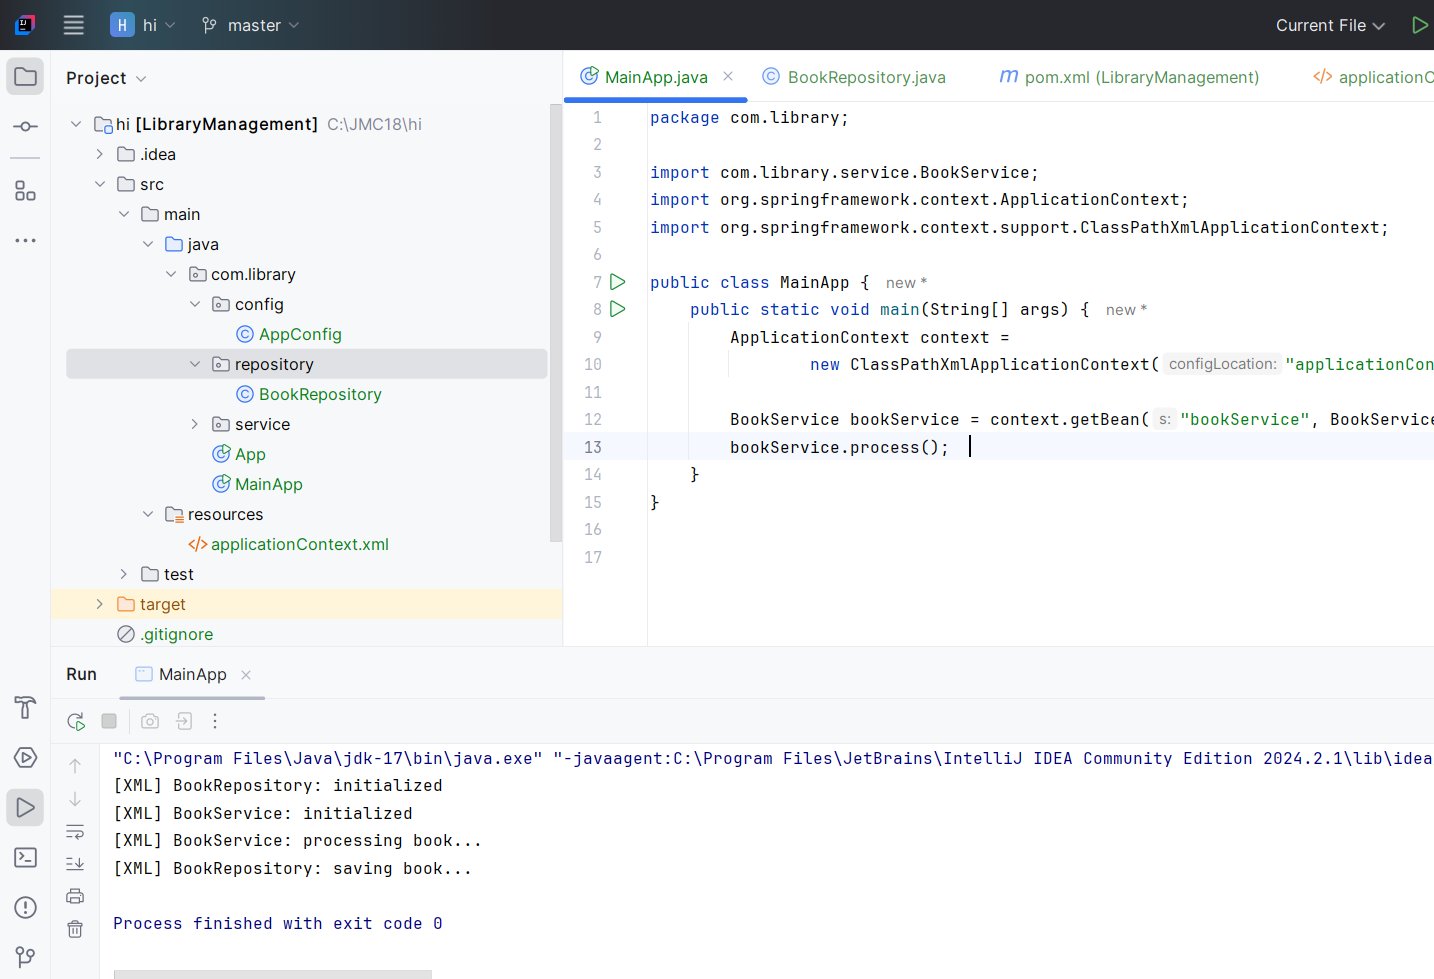 H hi master Current File
Project
MainApp.java BookRepository.java m pom.xml (LibraryManagement) </> applicationC
hi [LibraryManagement] C:\JMC18\hi
.idea
src
main
java
com.library
config
AppConfig
repository
BookRepository
service
App
MainApp
resources
</> applicationContext.xml
test
target
.gitignore
1 package com.library;
2
3 import com.library.service.BookService;
4 import org.springframework.context.ApplicationContext;
5 import org.springframework.context.support.ClassPathXmlApplicationContext;
6
7 public class MainApp { new *
8 public static void main(String[] args) { new *
9 ApplicationContext context =
10 new ClassPathXmlApplicationContext( configLocation: "applicationCon
11
12 BookService bookService = context.getBean( s: "bookService", BookService
13 bookService.process();
14 }
15 }
16
17
Run MainApp
"C:\Program Files\Java\jdk-17\bin\java.exe" "-javaagent:C:\Program Files\JetBrains\IntelliJ IDEA Community Edition 2024.2.1\lib\idea
[XML] BookRepository: initialized
[XML] BookService: initialized
[XML] BookService: processing book...
[XML] BookRepository: saving book...
Process finished with exit code 0